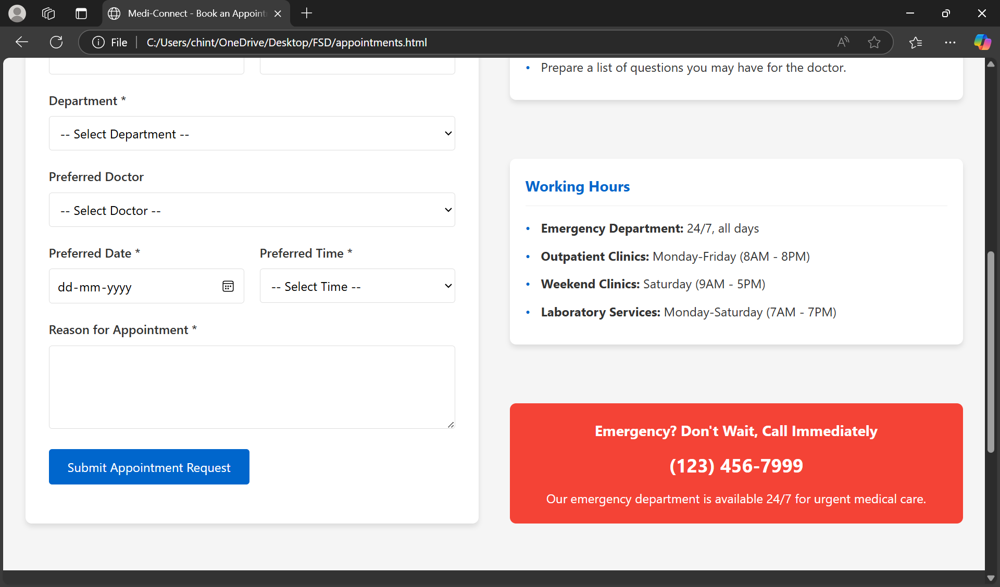 Medi-Connect - Book an Appoint
File
C:/Users/chint/OneDrive/Desktop/FSD/appointments.html
Department *
-- Select Department --
Preferred Doctor
-- Select Doctor --
Preferred Date *
Preferred Time *
dd-mm-yyyy
-- Select Time --
Reason for Appointment *
Submit Appointment Request
• Prepare a list of questions you may have for the doctor.
Working Hours
• Emergency Department: 24/7, all days
• Outpatient Clinics: Monday-Friday (8AM - 8PM)
• Weekend Clinics: Saturday (9AM - 5PM)
• Laboratory Services: Monday-Saturday (7AM - 7PM)
Emergency? Don't Wait, Call Immediately
(123) 456-7999
Our emergency department is available 24/7 for urgent medical care.